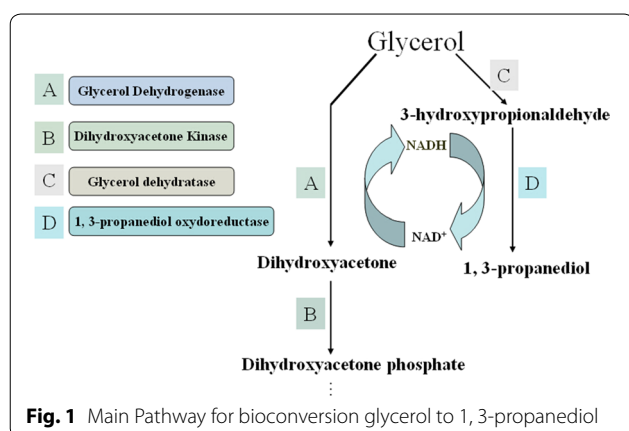 Glycerol
A Glycerol Dehydrogenase
B Dihydroxyacetone Kinase
C Glycerol dehydratase
D 1, 3-propanediol oxydoreductase
C
3-hydroxypropionaldehyde
NADH
A
D
NAD+
Dihydroxyacetone
1, 3-propanediol
B
Dihydroxyacetone phosphate
⋮
Fig. 1 Main Pathway for bioconversion glycerol to 1, 3-propanediol